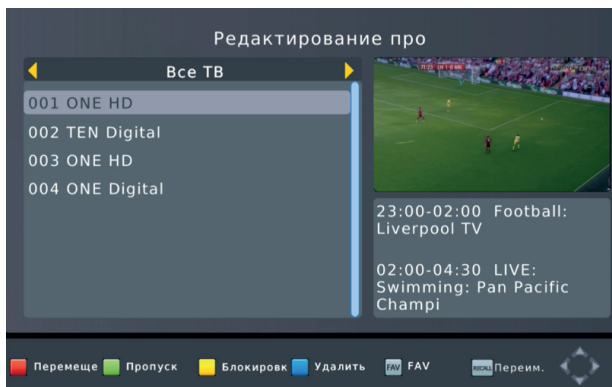 Редактирование про
Все ТВ
001 ONE HD
002 TEN Digital
003 ONE HD
004 ONE Digital
23:00-02:00 Football:
Liverpool TV
02:00-04:30 LIVE:
Swimming: Pan Pacific
Champi
Перемеще Пропуск Блокировк Удалить FAV FAV RECALL Переим.